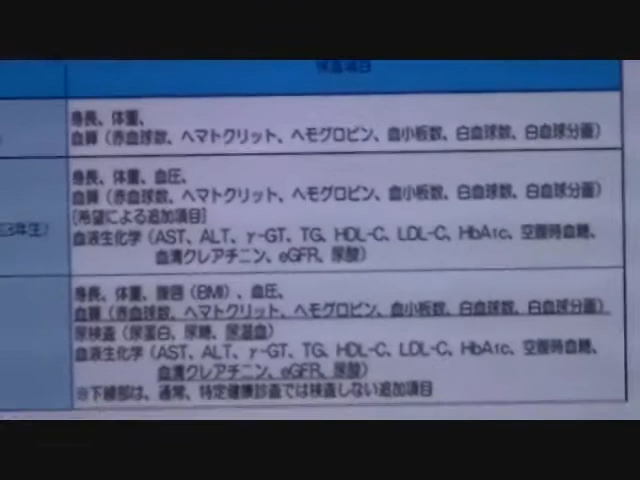 検査項目
身長、体重、
血算（赤血球数、ヘマトクリット、ヘモグロビン、血小板数、白血球数、白血球分画）
身長、体重、血圧、
血算（赤血球数、ヘマトクリット、ヘモグロビン、血小板数、白血球数、白血球分画）
[希望による追加項目]
3年生）
血液生化学（AST、ALT、γ-GT、TG、HDL-C、LDL-C、HbA1c、空腹時血糖、
血清クレアチニン、eGFR、尿酸）
身長、体重、腹囲（BMI）、血圧、
血算（赤血球数、ヘマトクリット、ヘモグロビン、血小板数、白血球数、白血球分画）
尿検査（尿蛋白、尿糖、尿潜血）
血液生化学（AST、ALT、γ-GT、TG、HDL-C、LDL-C、HbA1c、空腹時血糖、
血清クレアチニン、eGFR、尿酸）
※下線部は、通常、特定健康診査では検査しない追加項目